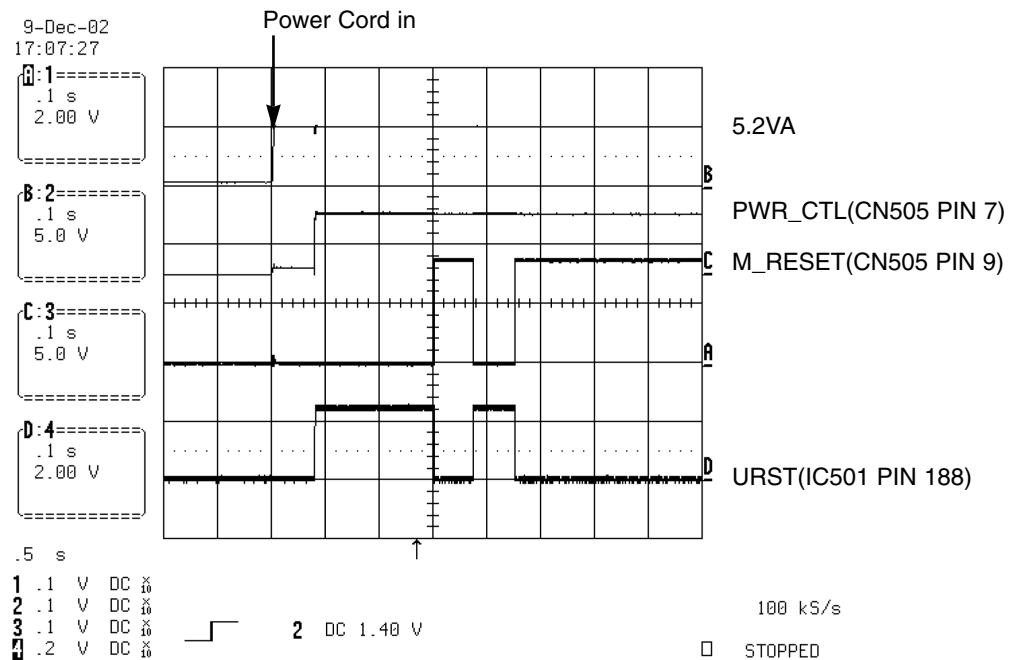 9-Dec-02
17:07:27
Power Cord in
A:1
.1 s
2.00 V
B:2
.1 s
5.0 V
C:3
.1 s
5.0 V
D:4
.1 s
2.00 V
5.2VA
B
PWR_CTL(CN505 PIN 7)
C
M_RESET(CN505 PIN 9)
A
D
URST(IC501 PIN 188)
.5 s
1 .1 V DC X10
2 .1 V DC X10
3 .1 V DC X10
4 .2 V DC X10
2 DC 1.40 V
100 kS/s
STOPPED